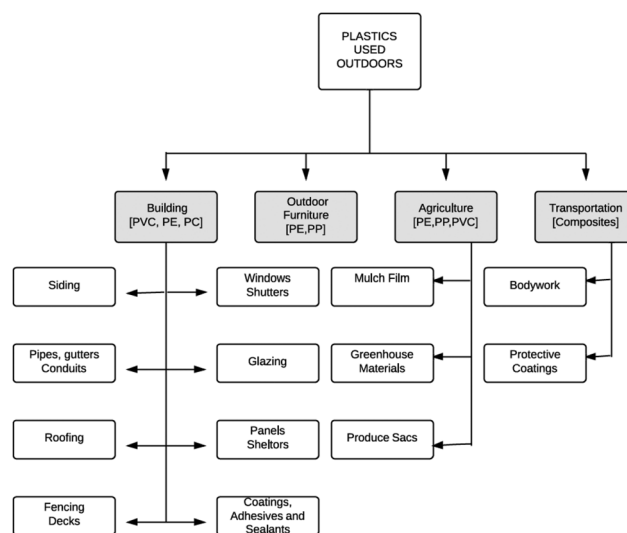 PLASTICS
USED
OUTDOORS
Building
[PVC, PE, PC]
Outdoor
Furniture
[PE,PP]
Agriculture
[PE,PP,PVC]
Transportation
[Composites]
Siding
Windows
Shutters
Mulch Film
Bodywork
Pipes, gutters
Conduits
Glazing
Greenhouse
Materials
Protective
Coatings
Roofing
Panels
Sheltors
Produce Sacs
Fencing
Decks
Coatings,
Adhesives and
Sealants